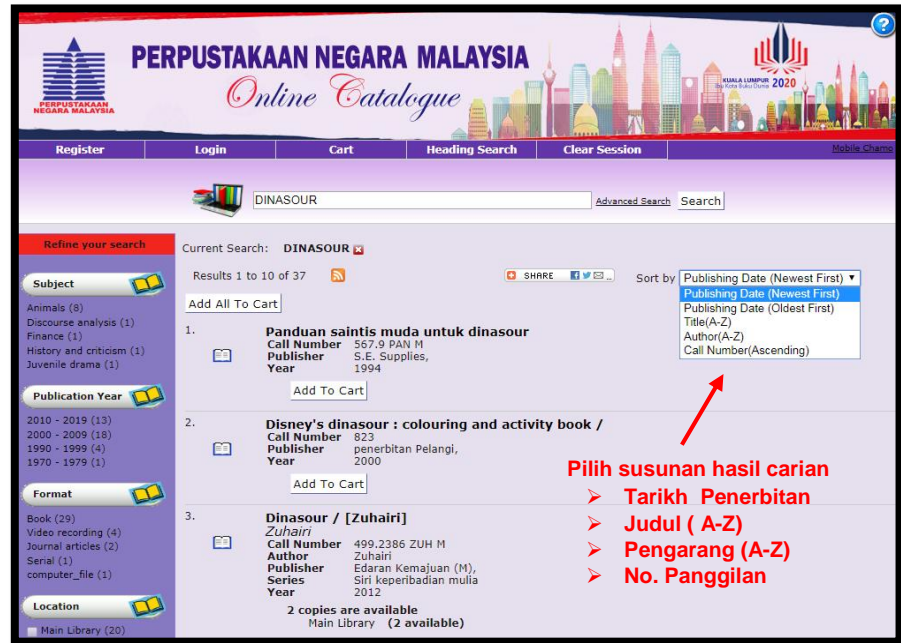 PERPUSTAKAAN NEGARA MALAYSIA
Online Catalogue
PERPUSTAKAAN
NEGARA MALAYSIA
KUALA LUMPUR 2020
Ibu Kota Buku Dunia
?
Register Login Cart Heading Search Clear Session Mobile Chamo
DINASOUR Advanced Search Search
Refine your search
Current Search: DINASOUR
Results 1 to 10 of 37 SHARE Sort by Publishing Date (Newest First)
Publishing Date (Newest First)
Publishing Date (Oldest First)
Title(A-Z)
Author(A-Z)
Call Number(Ascending)
Add All To Cart
Subject
Animals (8)
Discourse analysis (1)
Finance (1)
History and criticism (1)
Juvenile drama (1)
Publication Year
2010 - 2019 (13)
2000 - 2009 (18)
1990 - 1999 (4)
1970 - 1979 (1)
Format
Book (29)
Video recording (4)
Journal articles (2)
Serial (1)
computer_file (1)
Location
Main Library (20)
1. Panduan saintis muda untuk dinasour
Call Number 567.9 PAN M
Publisher S.E. Supplies,
Year 1994
Add To Cart
2. Disney's dinasour : colouring and activity book /
Call Number 823
Publisher penerbitan Pelangi,
Year 2000
Add To Cart
3. Dinasour / [Zuhairi]
Zuhairi
Call Number 499.2386 ZUH M
Author Zuhairi
Publisher Edaran Kemajuan (M),
Series Siri keperibadian mulia
Year 2012
2 copies are available
Main Library (2 available)
Pilih susunan hasil carian
Tarikh Penerbitan
Judul ( A-Z)
Pengarang (A-Z)
No. Panggilan